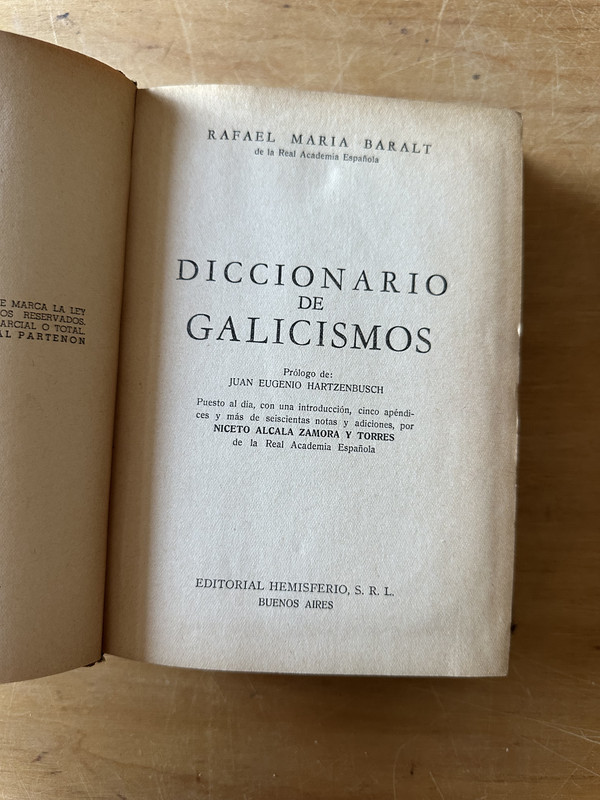 E MARCA LA LEY
OS RESERVADOS.
ARCIAL O TOTAL.
AL PARTENON
RAFAEL MARIA BARALT
de la Real Academia Española
DICCIONARIO
DE
GALICISMOS
Prólogo de:
JUAN EUGENIO HARTZENBUSCH
Puesto al día, con una introducción, cinco apéndi-
ces y más de seiscientas notas y adiciones, por
NICETO ALCALA ZAMORA Y TORRES
de la Real Academia Española
EDITORIAL HEMISFERIO, S. R. L.
BUENOS AIRES